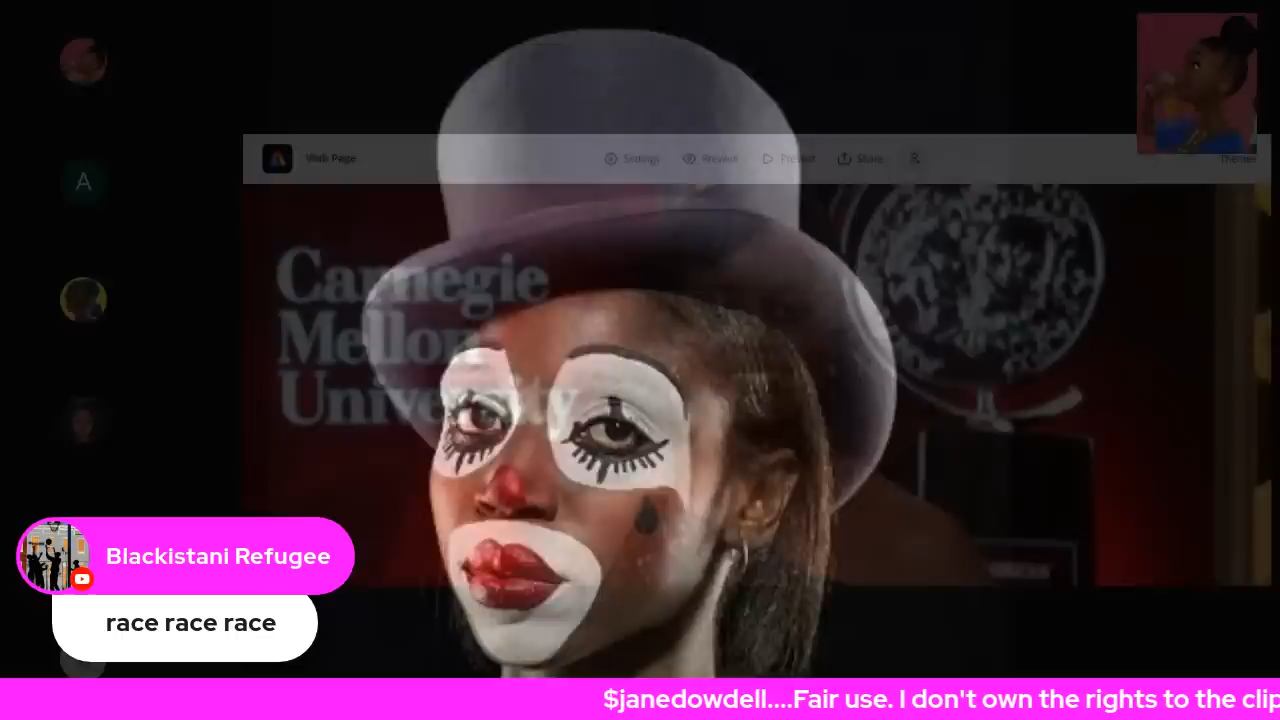 Web Page
Settings
Preview
Share
Themes
A
Carnegie
Mellon
University
Blackistani Refugee
race race race
$janedowdell....Fair use. I don't own the rights to the clip